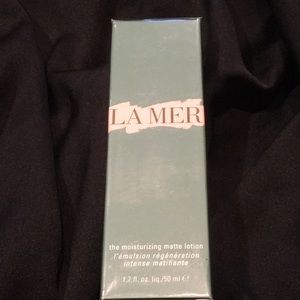 LA MER
the moisturizing matte lotion
l'émulsion régénération
intense matifiante
1.7 fl. oz. liq./50 ml e